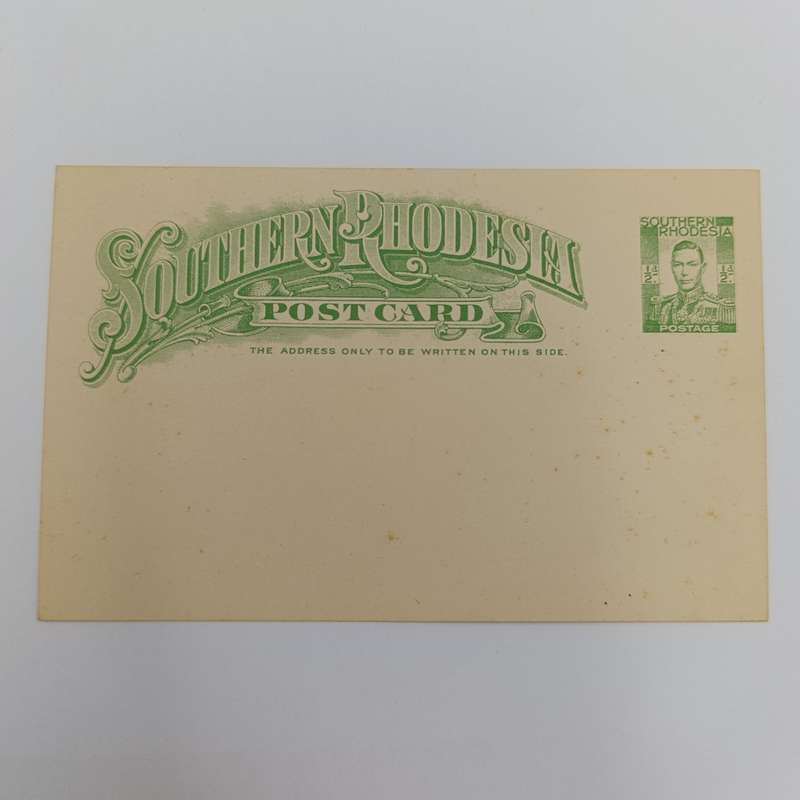 SOUTHERN RHODESIA
POST CARD
THE ADDRESS ONLY TO BE WRITTEN ON THIS SIDE.
SOUTHERN
RHODESIA
½d. ½d.
POSTAGE